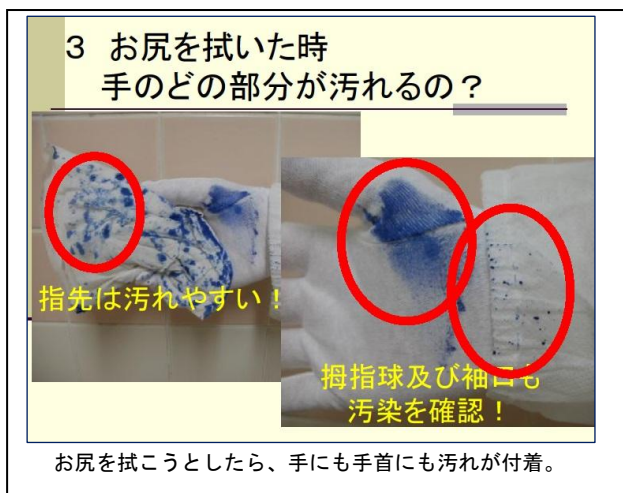 ３ お尻を拭いた時
手のどの部分が汚れるの？
指先は汚れやすい！
拇指球及び袖口も
汚染を確認！
お尻を拭こうとしたら、手にも手首にも汚れが付着。